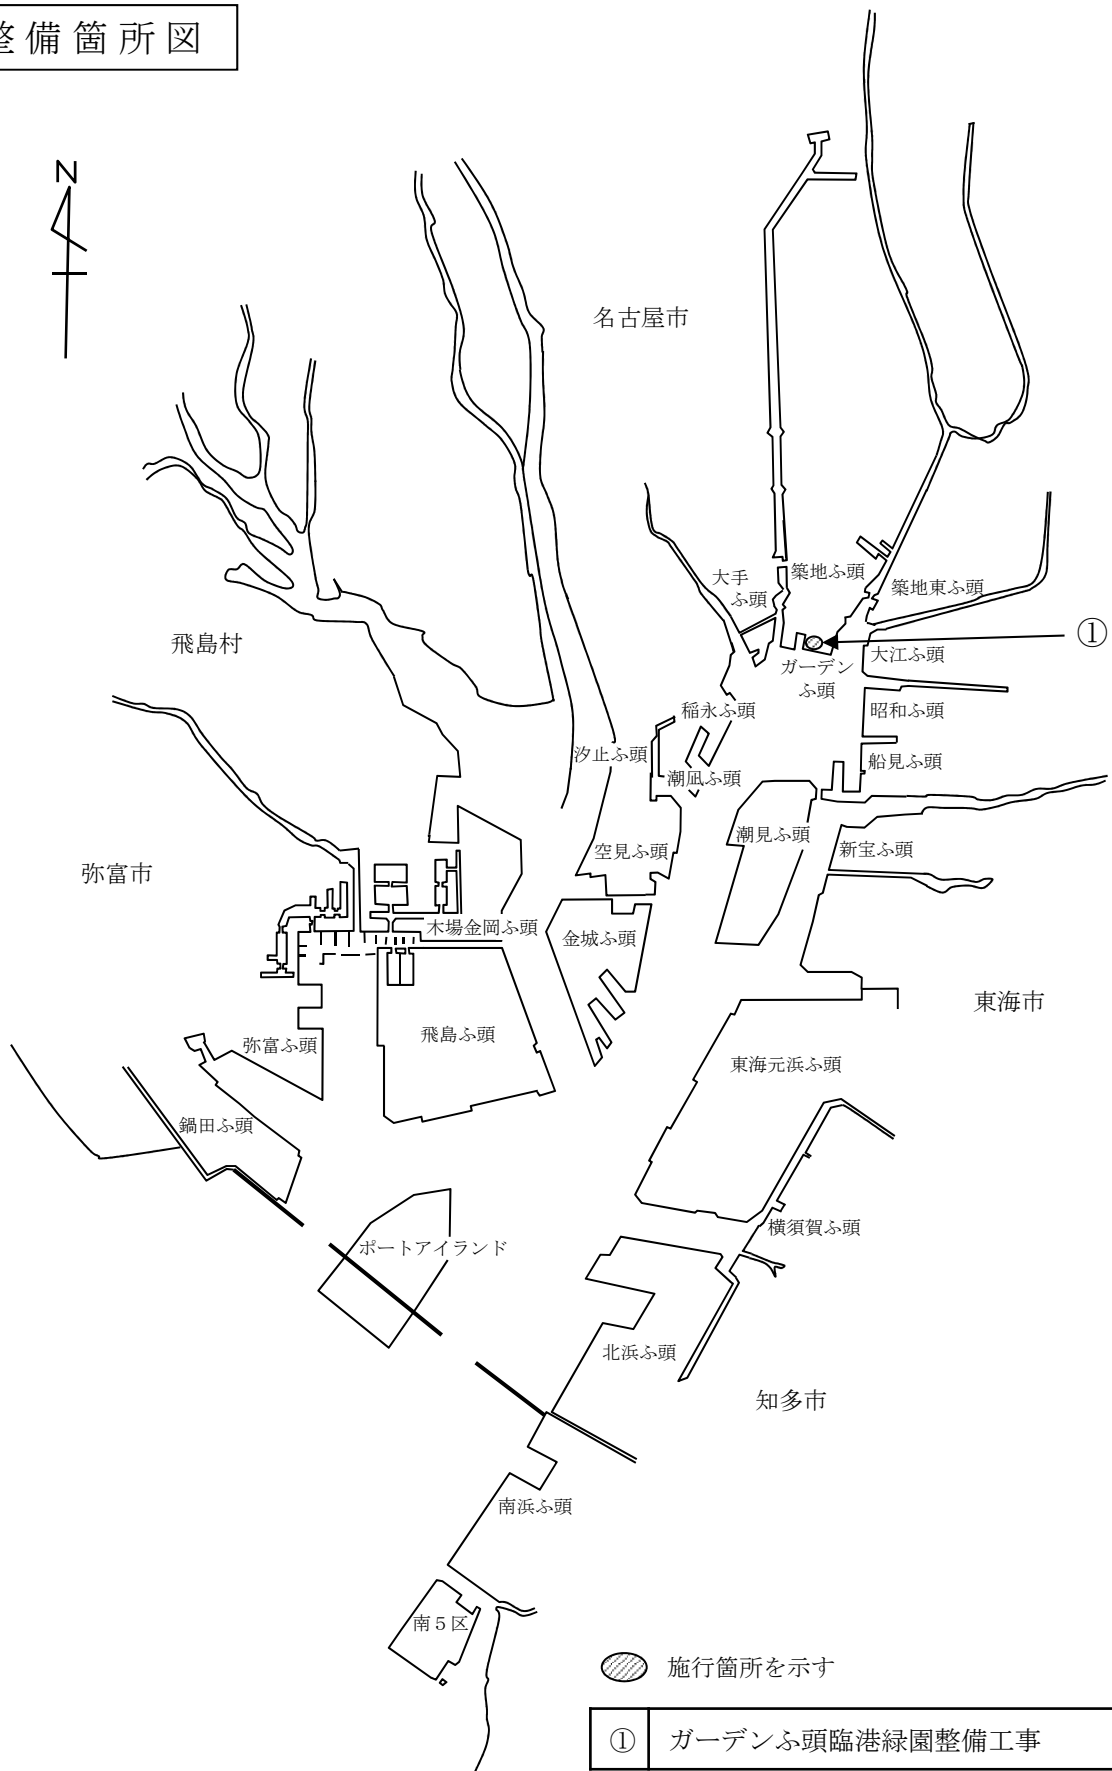 整備箇所図
N
名古屋市
大手
ふ頭
築地ふ頭
築地東ふ頭
①
飛島村
ガーデン
ふ頭
大江ふ頭
稲永ふ頭
昭和ふ頭
汐止ふ頭
潮凪ふ頭
船見ふ頭
潮見ふ頭
空見ふ頭
新宝ふ頭
弥富市
木場金岡ふ頭
金城ふ頭
東海市
弥富ふ頭
飛島ふ頭
東海元浜ふ頭
鍋田ふ頭
横須賀ふ頭
ポートアイランド
北浜ふ頭
知多市
南浜ふ頭
南5区
施行箇所を示す
① ガーデンふ頭臨港緑園整備工事